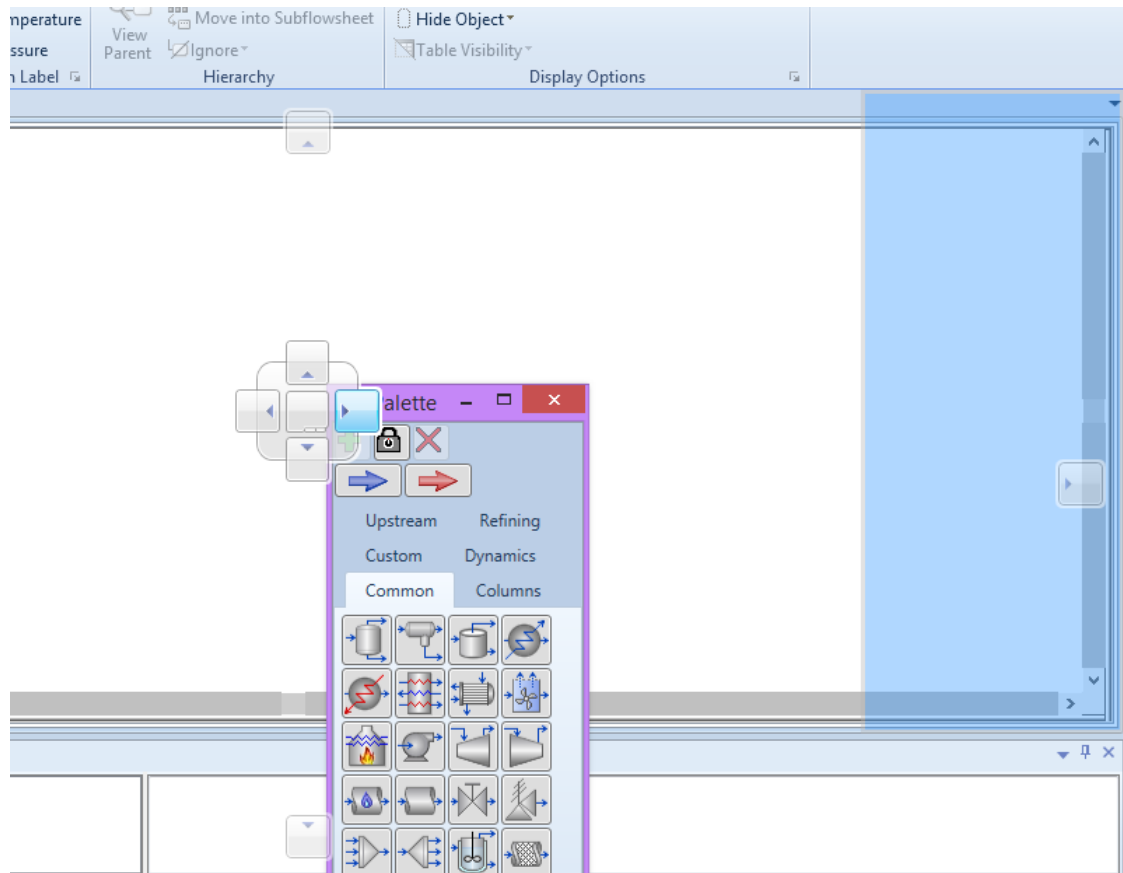 mperature
Move into Subflowsheet
Hide Object
View
Parent
ssure
Ignore
Table Visibility
Label
Hierarchy
Display Options
alette
Upstream Refining
Custom Dynamics
Common Columns